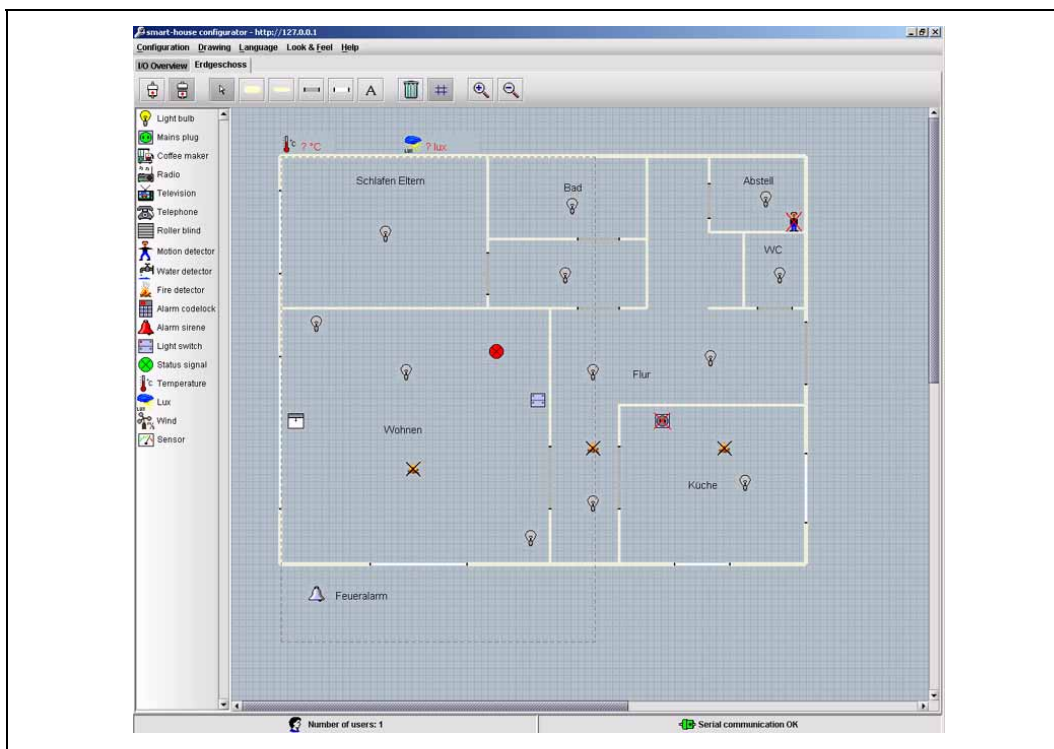 smart-house configurator - http://127.0.0.1
Configuration Drawing Language Look & Feel Help
I/O Overview Erdgeschoss
A
Light bulb
Mains plug
Coffee maker
Radio
Television
Telephone
Roller blind
Motion detector
Water detector
Fire detector
Alarm codelock
Alarm sirene
Light switch
Status signal
°C Temperature
Lux
Lux
Wind
Sensor
°C ? °C
Lux ? lux
Schlafen Eltern
Bad
Abstell
WC
Flur
Wohnen
Küche
Feueralarm
Number of users: 1
Serial communication OK